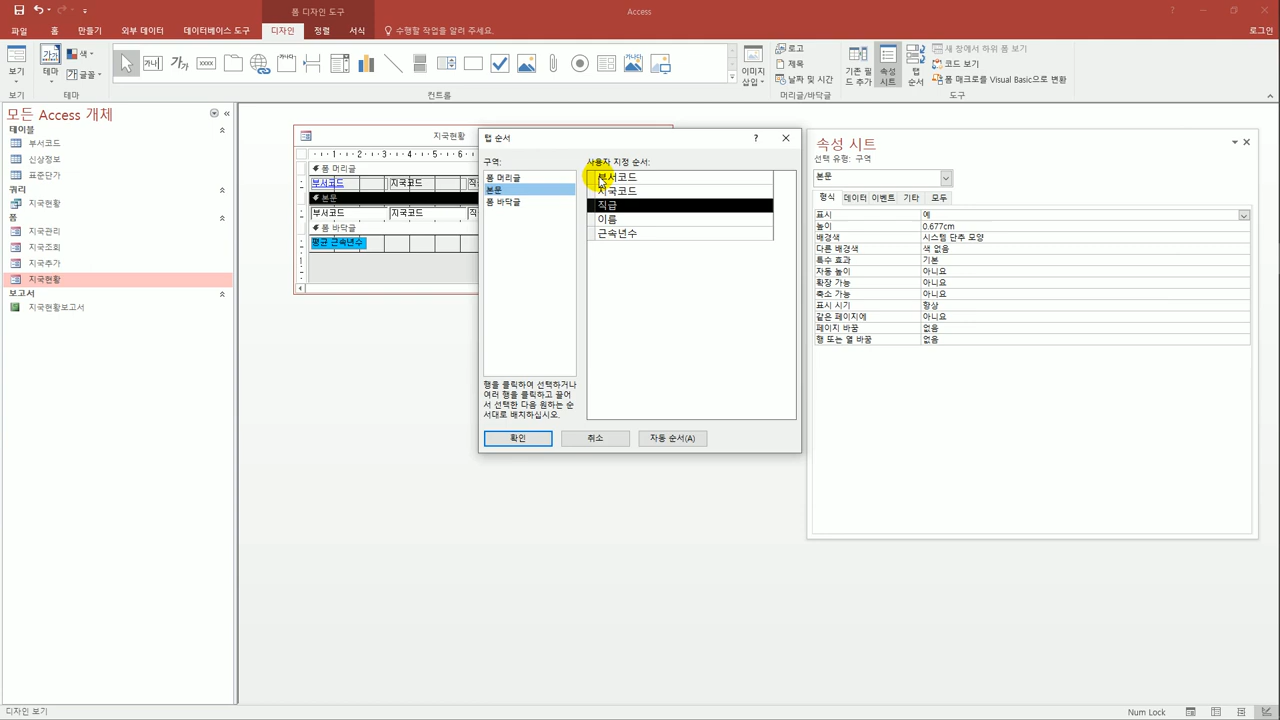 폼 디자인 도구
Access
파일 홈 만들기 외부 데이터 데이터베이스 도구 디자인 정렬 서식 수행할 작업을 알려 주세요. 로그인
보기 테마 색 가나 가나 글꼴
이미지 삽입 로고
제목
날짜 및 시간
기존 필드 추가 속성 시트 탭 순서 새 창에서 하위 폼 보기
코드 보기
폼 매크로를 Visual Basic으로 변환
보기 테마 컨트롤 머리글/바닥글 도구
모든 Access 개체
테이블
부서코드
신상정보
표준단가
쿼리
지국현황
폼
지국관리
지국조회
지국추가
지국현황
보고서
지국현황보고서
지국현황
폼 머리글
부서코드 지국코드
본문
부서코드 지국코드
폼 바닥글
평균 근속년수
탭 순서
구역:
폼 머리글
본문
폼 바닥글
사용자 지정 순서:
부서코드
지국코드
직급
이름
근속년수
행을 클릭하여 선택하거나
여러 행을 클릭하고 끌어
서 선택한 다음 원하는 순
서대로 배치하십시오.
확인 취소 자동 순서(A)
속성 시트
선택 유형: 구역
본문
형식 데이터 이벤트 기타 모두
표시 예
높이 0.677cm
배경색 시스템 단추 모양
다른 배경색 색 없음
특수 효과 기본
자동 높이 아니요
확장 가능 아니요
축소 가능 아니요
표시 시기 항상
같은 페이지에 아니요
페이지 바꿈 없음
행 또는 열 바꿈 없음
디자인 보기 Num Lock